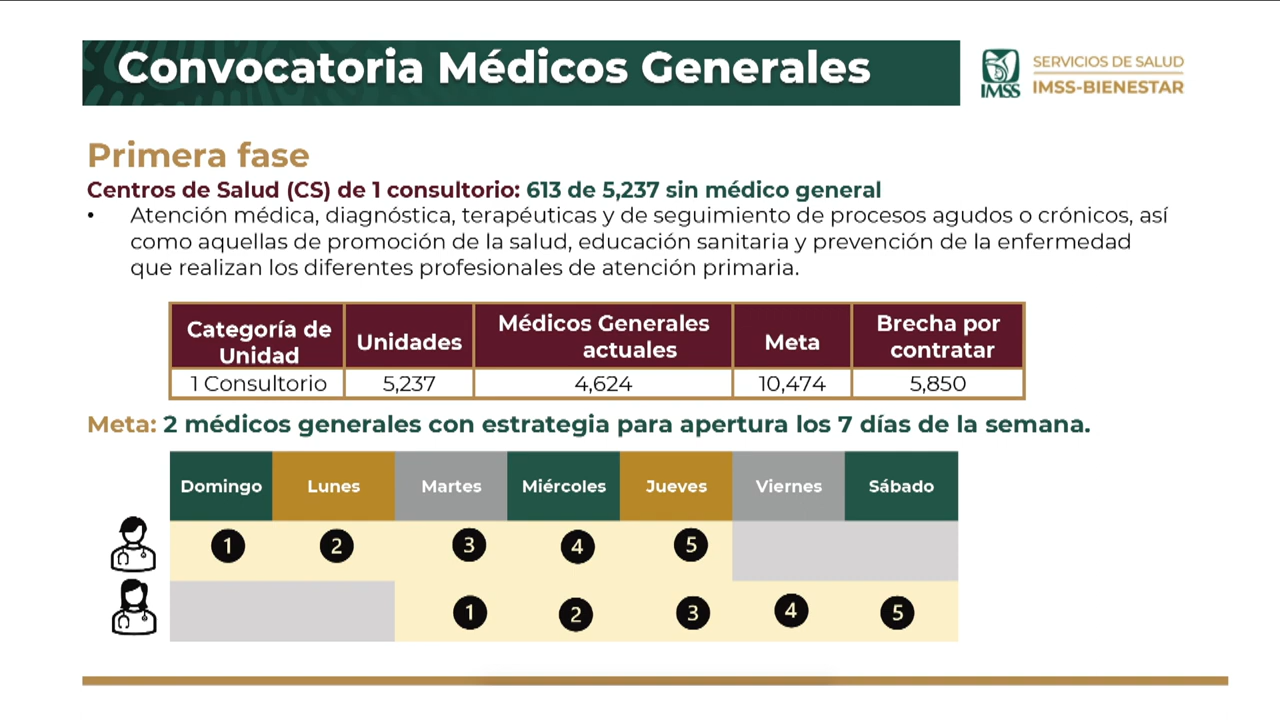 Convocatoria Médicos Generales
IMSS
SERVICIOS DE SALUD
IMSS-BIENESTAR
Primera fase
Centros de Salud (CS) de 1 consultorio: 613 de 5,237 sin médico general
• Atención médica, diagnóstica, terapéuticas y de seguimiento de procesos agudos o crónicos, así
como aquellas de promoción de la salud, educación sanitaria y prevención de la enfermedad
que realizan los diferentes profesionales de atención primaria.
Categoría de
Unidad
Unidades
Médicos Generales
actuales
Meta
Brecha por
contratar
1 Consultorio 5,237 4,624 10,474 5,850
Meta: 2 médicos generales con estrategia para apertura los 7 días de la semana.
Domingo Lunes Martes Miércoles Jueves Viernes Sábado
1 2 3 4 5
1 2 3 4 5